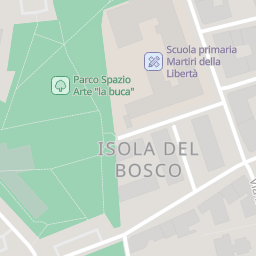 Scuola primaria
Martiri della
Libertà
Parco Spazio
Arte "la buca"
ISOLA DEL
BOSCO